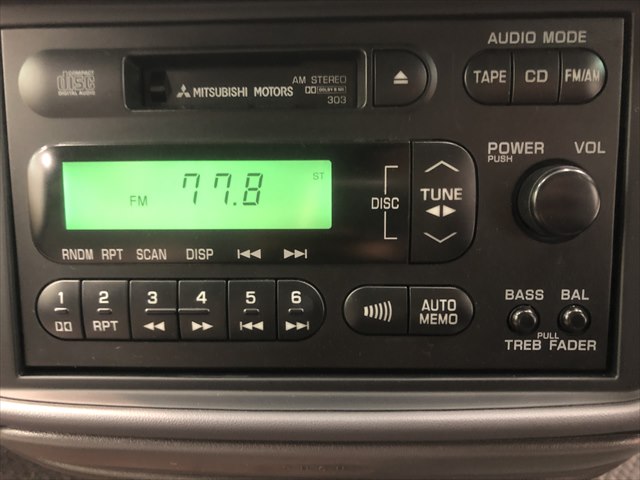 AUDIO MODE
COMPACT disc DIGITAL AUDIO
MITSUBISHI MOTORS
AM STEREO
DOLBY B NR
303
TAPE CD FM/AM
POWER VOL
PUSH
FM 77.8 ST
DISC TUNE
RNDM RPT SCAN DISP
1 2 3 4 5 6
RPT
AUTO
MEMO
BASS BAL
PULL
TREB FADER